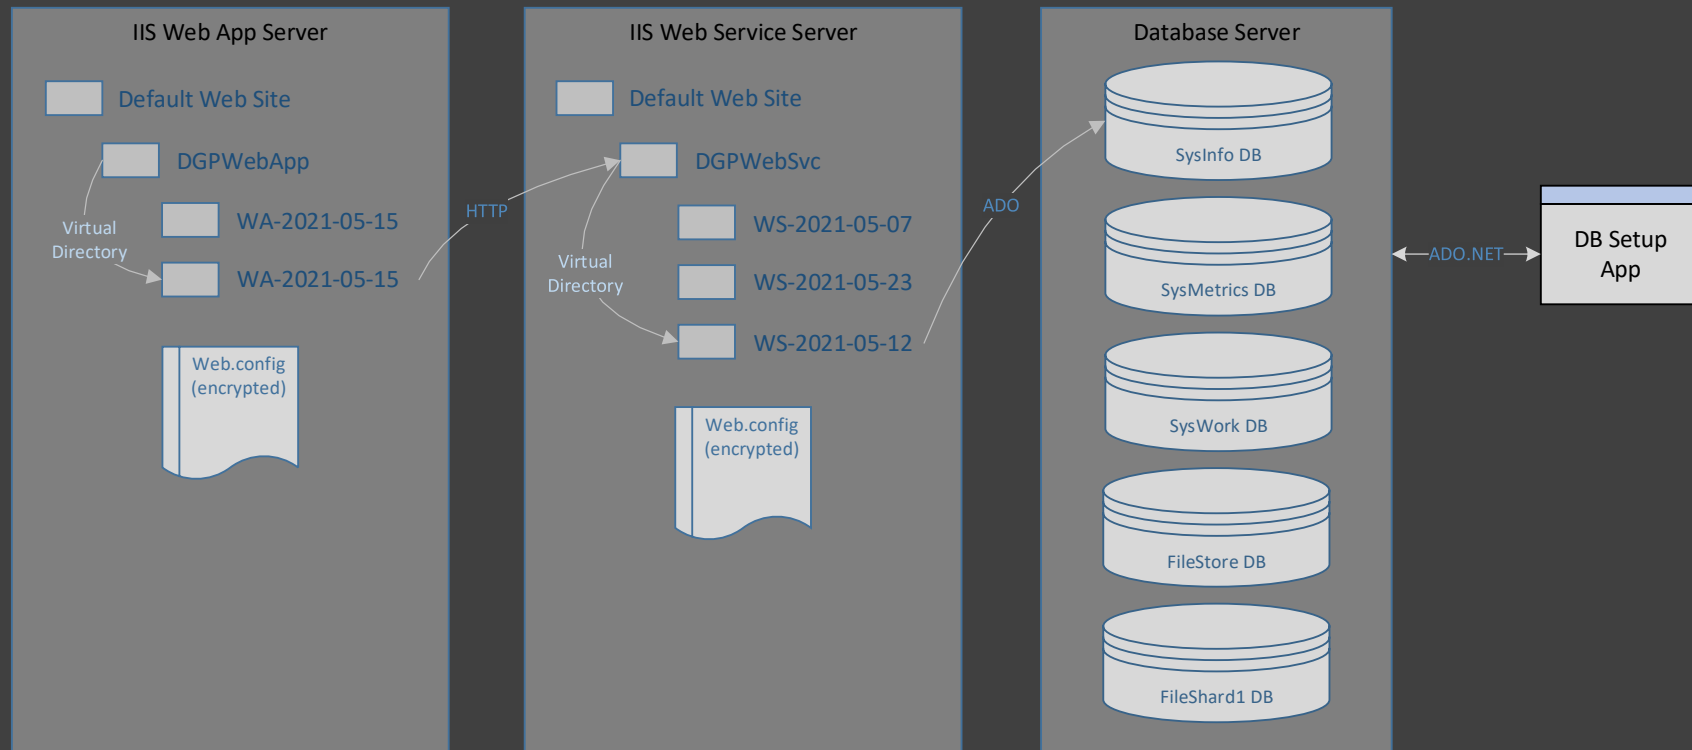 IIS Web App Server
Default Web Site
DGPWebApp
Virtual
Directory
WA-2021-05-15
WA-2021-05-15
Web.config
(encrypted)
HTTP
IIS Web Service Server
Default Web Site
DGPWebSvc
Virtual
Directory
WS-2021-05-07
WS-2021-05-23
WS-2021-05-12
Web.config
(encrypted)
ADO
Database Server
SysInfo DB
SysMetrics DB
SysWork DB
FileStore DB
FileShard1 DB
ADO.NET
DB Setup
App